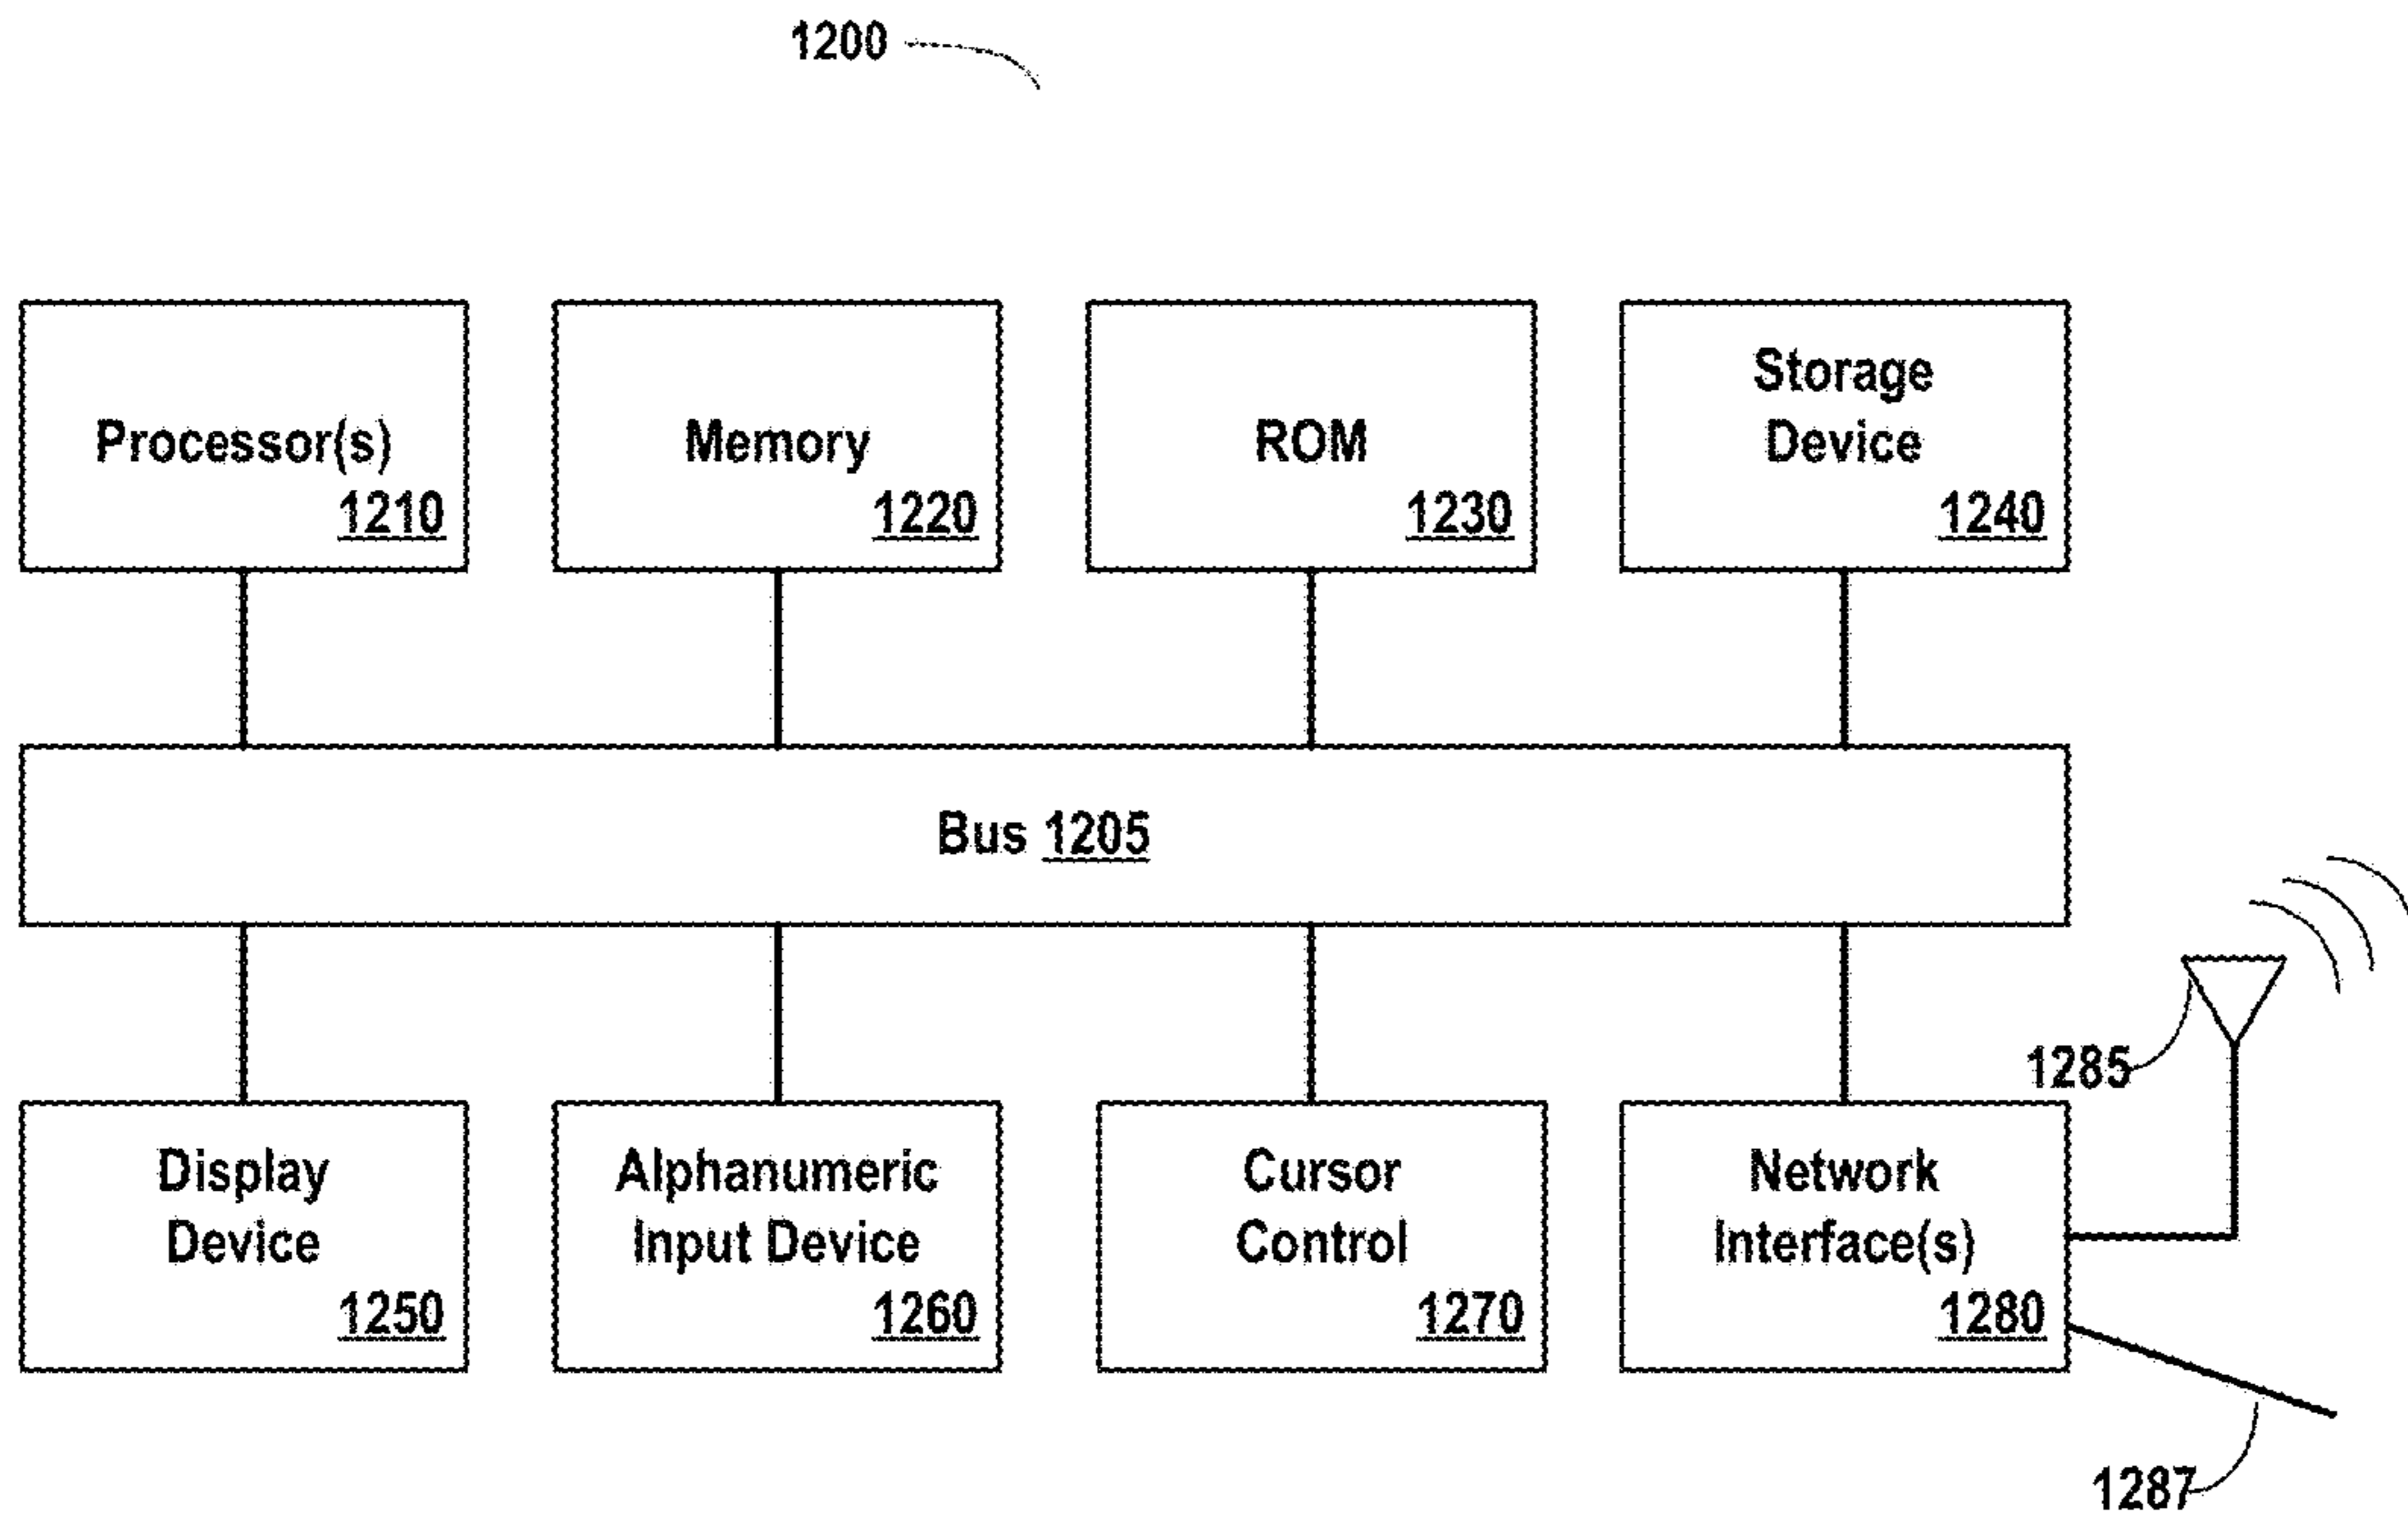 1200
Processor(s)
1210
Memory
1220
ROM
1230
Storage
Device
1240
Bus 1205
Display
Device
1250
Alphanumeric
Input Device
1260
Cursor
Control
1270
Network
Interface(s)
1280
1285
1287